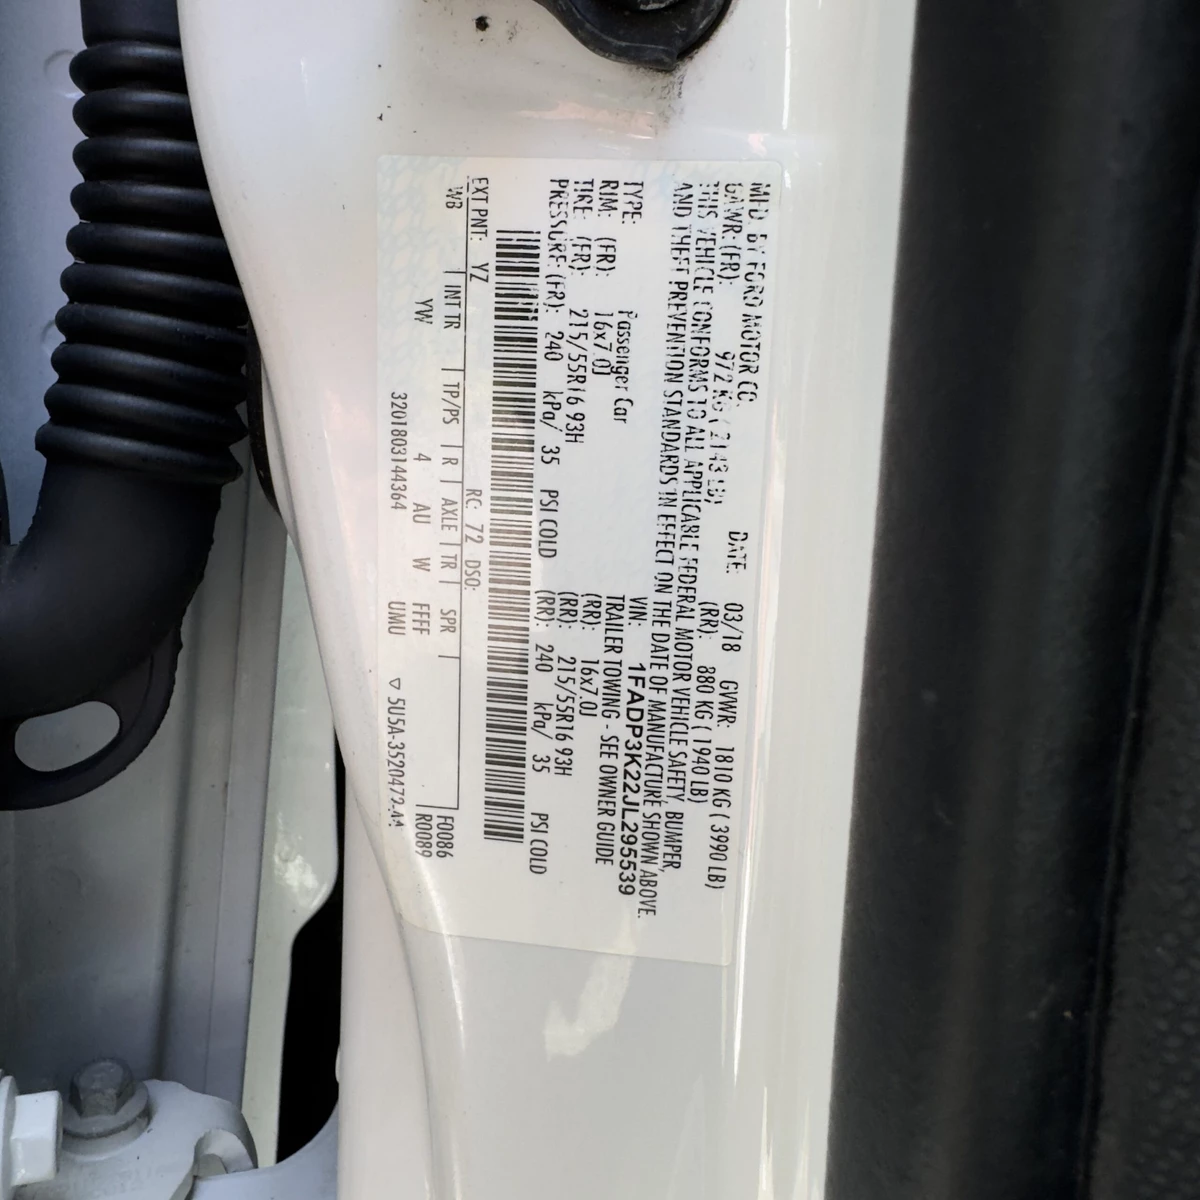 MFD. BY FORD MOTOR CO.
DATE: 03/18 GVWR: 1810 KG ( 3990 LB)
GAWR: (FR): 972 KG ( 2143 LB) (RR): 880 KG ( 1940 LB)
THIS VEHICLE CONFORMS TO ALL APPLICABLE FEDERAL MOTOR VEHICLE SAFETY, BUMPER,
AND THEFT PREVENTION STANDARDS IN EFFECT ON THE DATE OF MANUFACTURE SHOWN ABOVE.
VIN: 1FADP3K22JL295539
TYPE: Passenger Car TRAILER TOWING - SEE OWNER GUIDE
RIM: (FR): 16x7.0J (RR): 16x7.0J
TIRE: (FR): 215/55R16 93H (RR): 215/55R16 93H
PRESSURE: (FR): 240 kPa/ 35 PSI COLD (RR): 240 kPa/ 35 PSI COLD
EXT PNT: YZ RC: 72 DSO:
WB INT TR TP/PS R AXLE TR SPR F0086
YW 4 AU W FFFF R0089
3201803144364 UMU ▽ 5U5A-3520472-AA